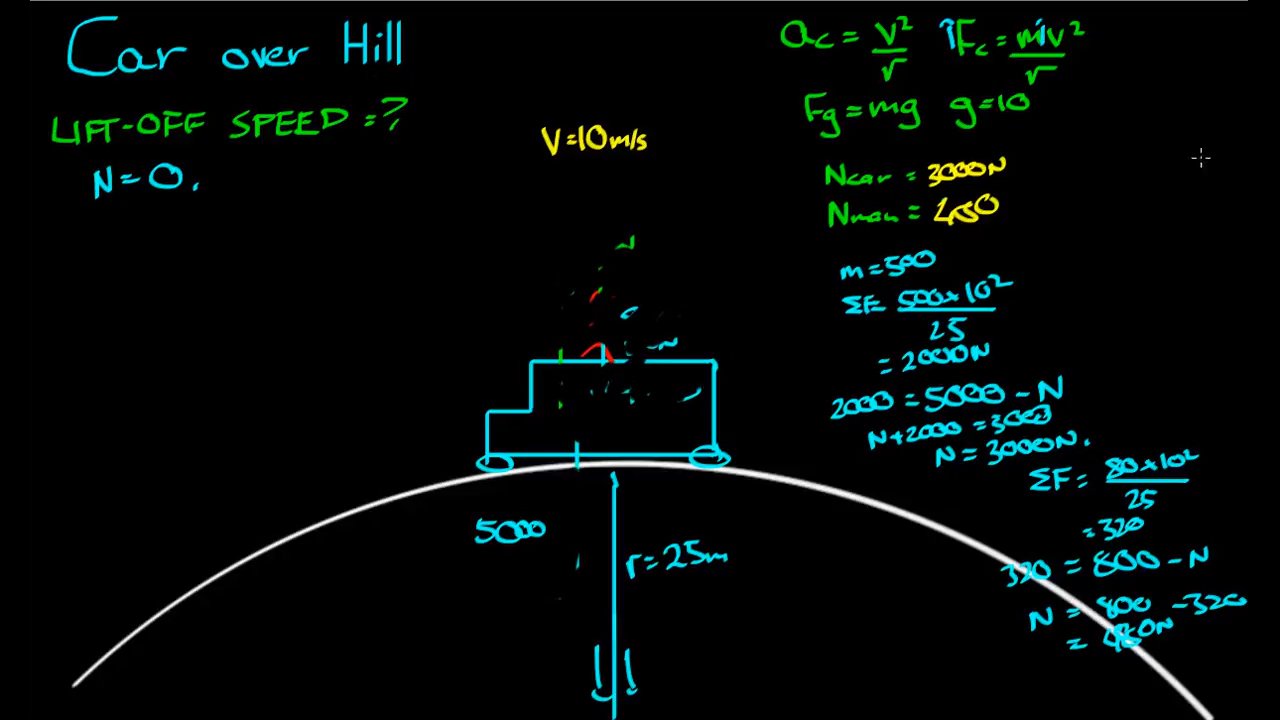 Car over Hill
LIFT-OFF SPEED = ?
N = 0.
V = 10 m/s
ac = v² / r
Fc = mv² / r
Fg = mg g = 10
Ncar = 3000N
Nman = 480
m = 500
ΣF = 500 × 10² / 25
= 2000N
2000 = 5000 - N
N + 2000 = 3000
N = 3000N.
ΣF = 80 × 10² / 25
= 320
320 = 800 - N
N = 800 - 320
= 480N
N
N
5000
r = 25m